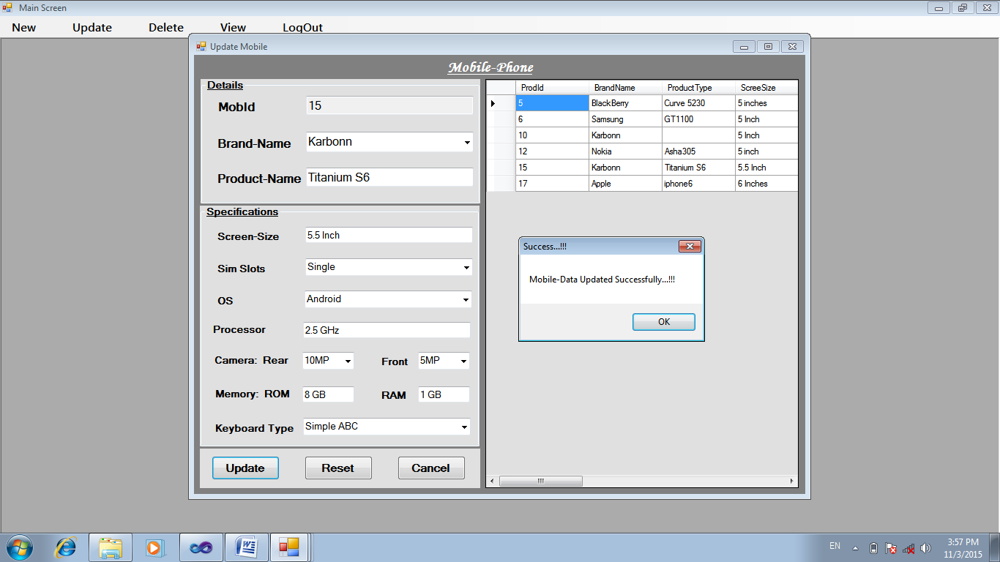 Main Screen
New Update Delete View LogOut
Update Mobile
Mobile-Phone
Details
MobId 15
Brand-Name Karbonn
Product-Name Titanium S6
Specifications
Screen-Size 5.5 Inch
Sim Slots Single
OS Android
Processor 2.5 GHz
Camera: Rear 10MP Front 5MP
Memory: ROM 8 GB RAM 1 GB
Keyboard Type Simple ABC
Update Reset Cancel
ProdId BrandName ProductType ScreeSize
5 BlackBerry Curve 5230 5 inches
6 Samsung GT1100 5 Inch
10 Karbonn 5 Inch
12 Nokia Asha305 5 inch
15 Karbonn Titanium S6 5.5 Inch
17 Apple iphone6 6 Inches
Success...!!!
Mobile-Data Updated Successfully...!!!
OK
EN
3:57 PM
11/3/2015